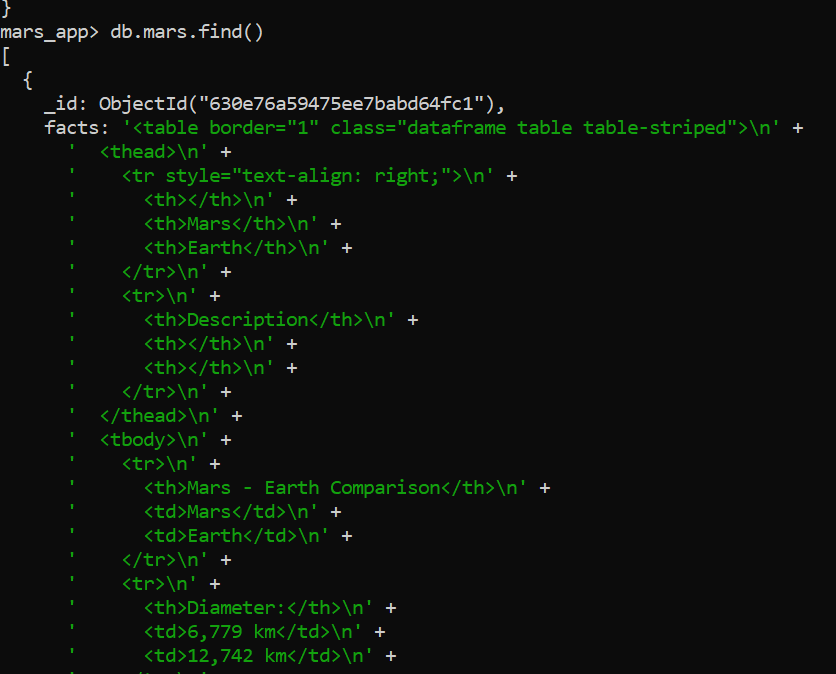 }
mars_app> db.mars.find()
[
  {
    _id: ObjectId("630e76a59475ee7babd64fc1"),
    facts: '<table border="1" class="dataframe table table-striped">\n' +
      '  <thead>\n' +
      '    <tr style="text-align: right;">\n' +
      '      <th></th>\n' +
      '      <th>Mars</th>\n' +
      '      <th>Earth</th>\n' +
      '    </tr>\n' +
      '    <tr>\n' +
      '      <th>Description</th>\n' +
      '      <th></th>\n' +
      '      <th></th>\n' +
      '    </tr>\n' +
      '  </thead>\n' +
      '  <tbody>\n' +
      '    <tr>\n' +
      '      <th>Mars - Earth Comparison</th>\n' +
      '      <td>Mars</td>\n' +
      '      <td>Earth</td>\n' +
      '    </tr>\n' +
      '    <tr>\n' +
      '      <th>Diameter:</th>\n' +
      '      <td>6,779 km</td>\n' +
      '      <td>12,742 km</td>\n' +